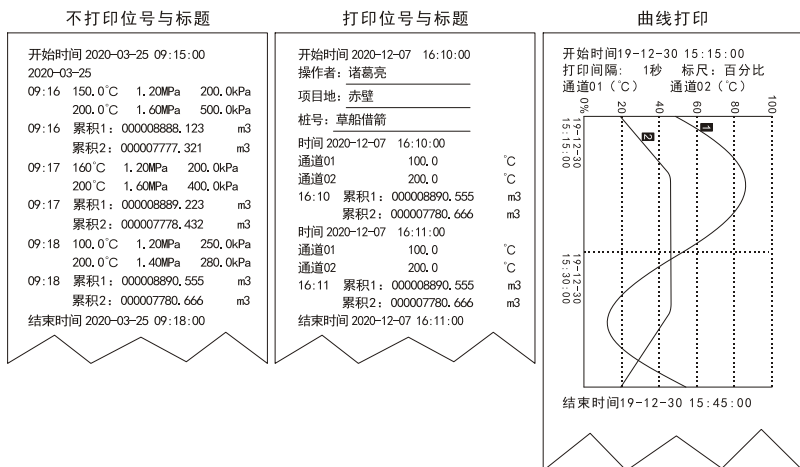 不打印位号与标题
开始时间 2020-03-25 09:15:00
2020-03-25
09:16 150.0℃ 1.20MPa 200.0kPa
200.0℃ 1.60MPa 500.0kPa
09:16 累积1: 000008888.123 m3
累积2: 000007777.321 m3
09:17 160℃ 1.20MPa 200.0kPa
200℃ 1.60MPa 400.0kPa
09:17 累积1: 000008889.223 m3
累积2: 000007778.432 m3
09:18 100.0℃ 1.20MPa 250.0kPa
200.0℃ 1.40MPa 280.0kPa
09:18 累积1: 000008890.555 m3
累积2: 000007780.666 m3
结束时间 2020-03-25 09:18:00
打印位号与标题
开始时间 2020-12-07 16:10:00
操作者: 诸葛亮
项目地: 赤壁
桩号: 草船借箭
时间 2020-12-07 16:10:00
通道01 100.0 ℃
通道02 200.0 ℃
16:10 累积1: 000008890.555 m3
累积2: 000007780.666 m3
时间 2020-12-07 16:11:00
通道01 100.0 ℃
通道02 200.0 ℃
16:11 累积1: 000008890.555 m3
累积2: 000007780.666 m3
结束时间 2020-12-07 16:11:00
曲线打印
开始时间19-12-30 15:15:00
打印间隔: 1秒 标尺: 百分比
通道01（℃） 通道02（℃）
0% 20 40 60 80 100
19-12-30
15:15:00
1
2
19-12-30
15:30:00
结束时间19-12-30 15:45:00